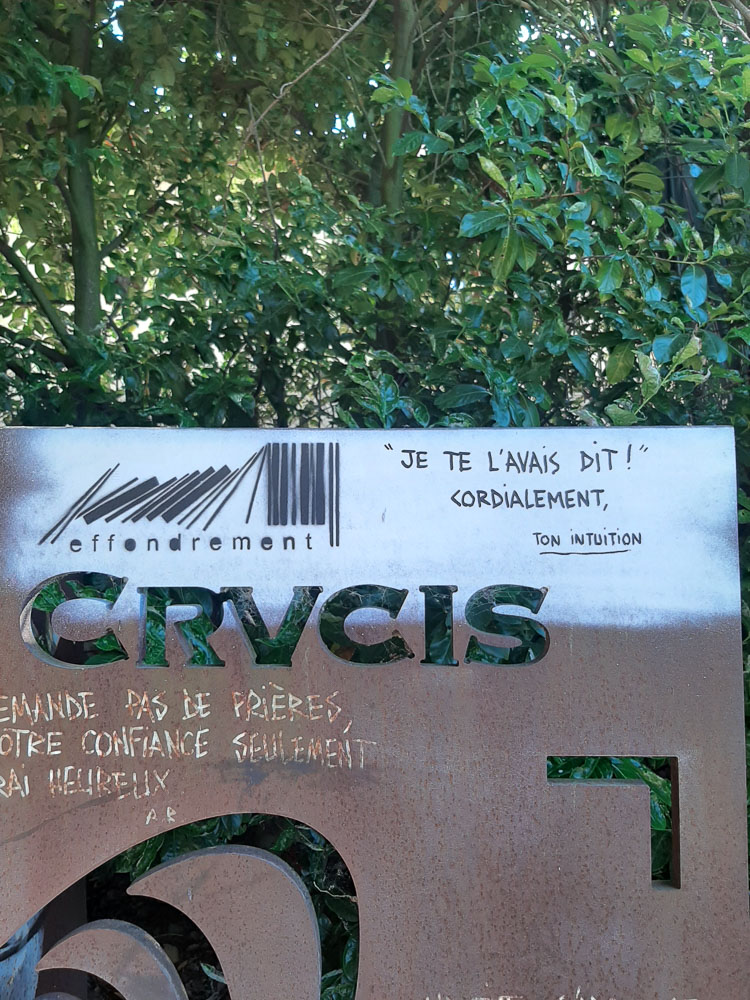 "JE TE L'AVAIS DIT!"
CORDIALEMENT,
TON INTUITION
effondrement
CRVCIS
EMANDE PAS DE PRIÈRES,
OTRE CONFIANCE SEULEMENT
RAI HEUREUX
A.R